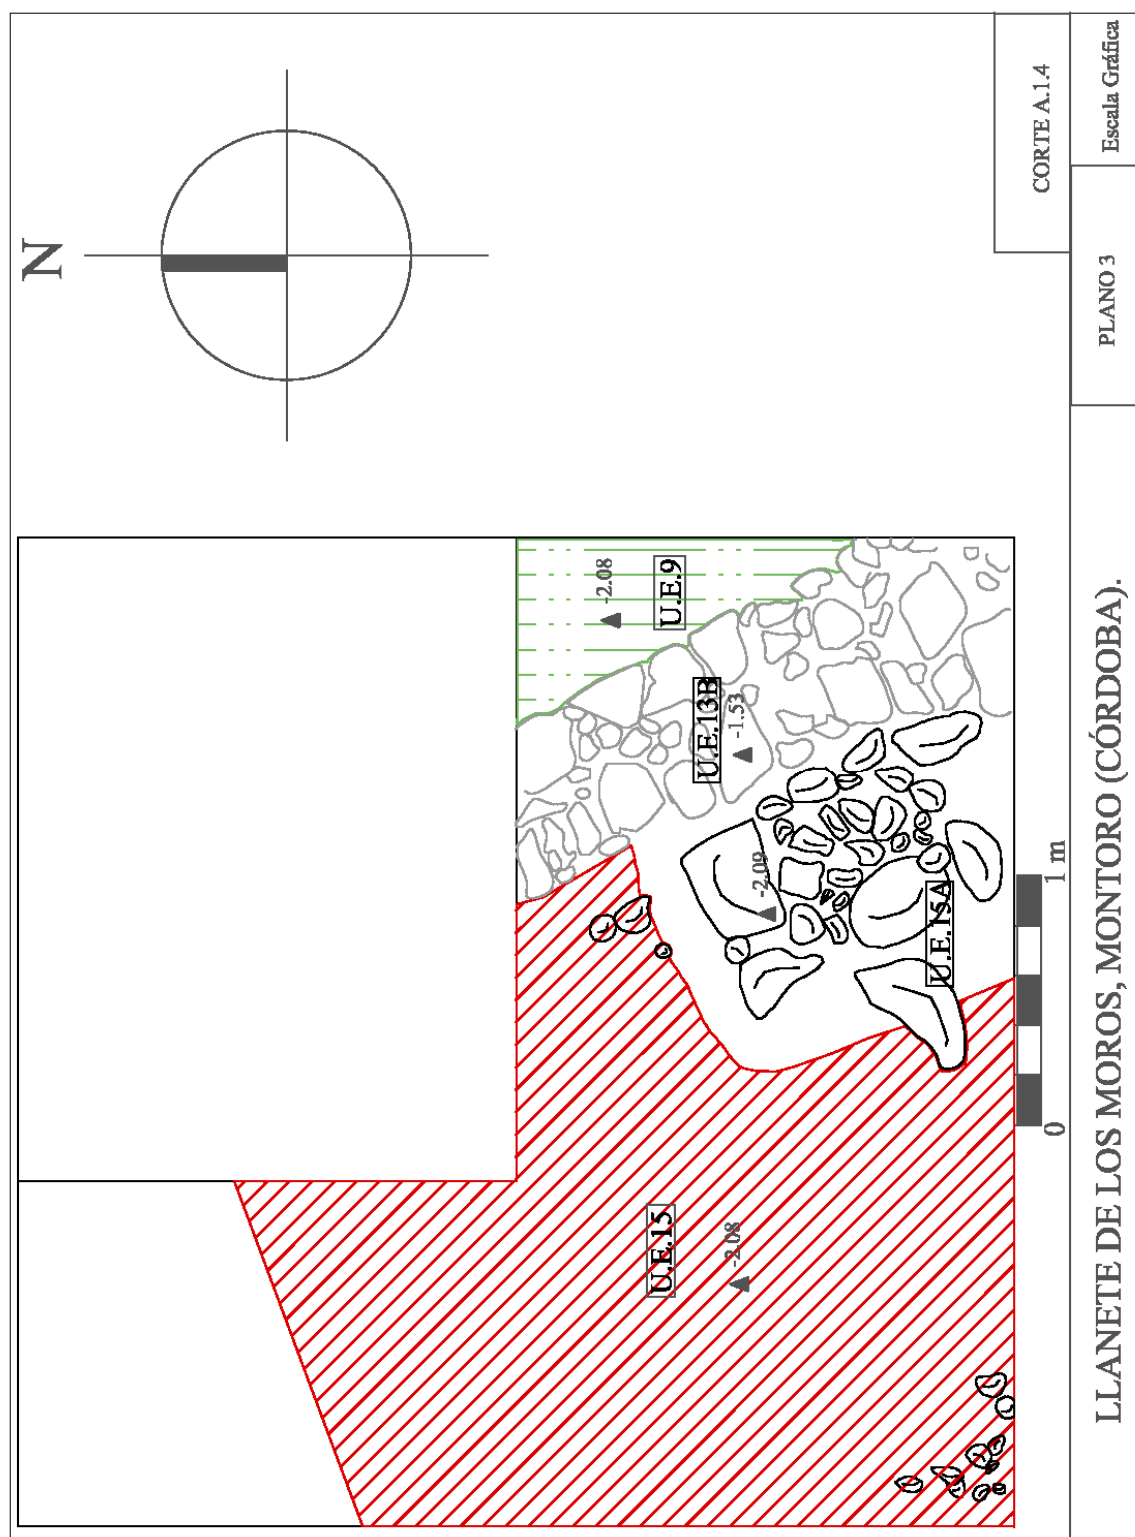 N
U.E.9
-2.08
U.E.13B
-1.53
-2.09
U.E.15A
U.E.15
-2.08
0
1 m
CORTE A.1.4
LLANETE DE LOS MOROS, MONTORO (CÓRDOBA).
PLANO 3
Escala Gráfica